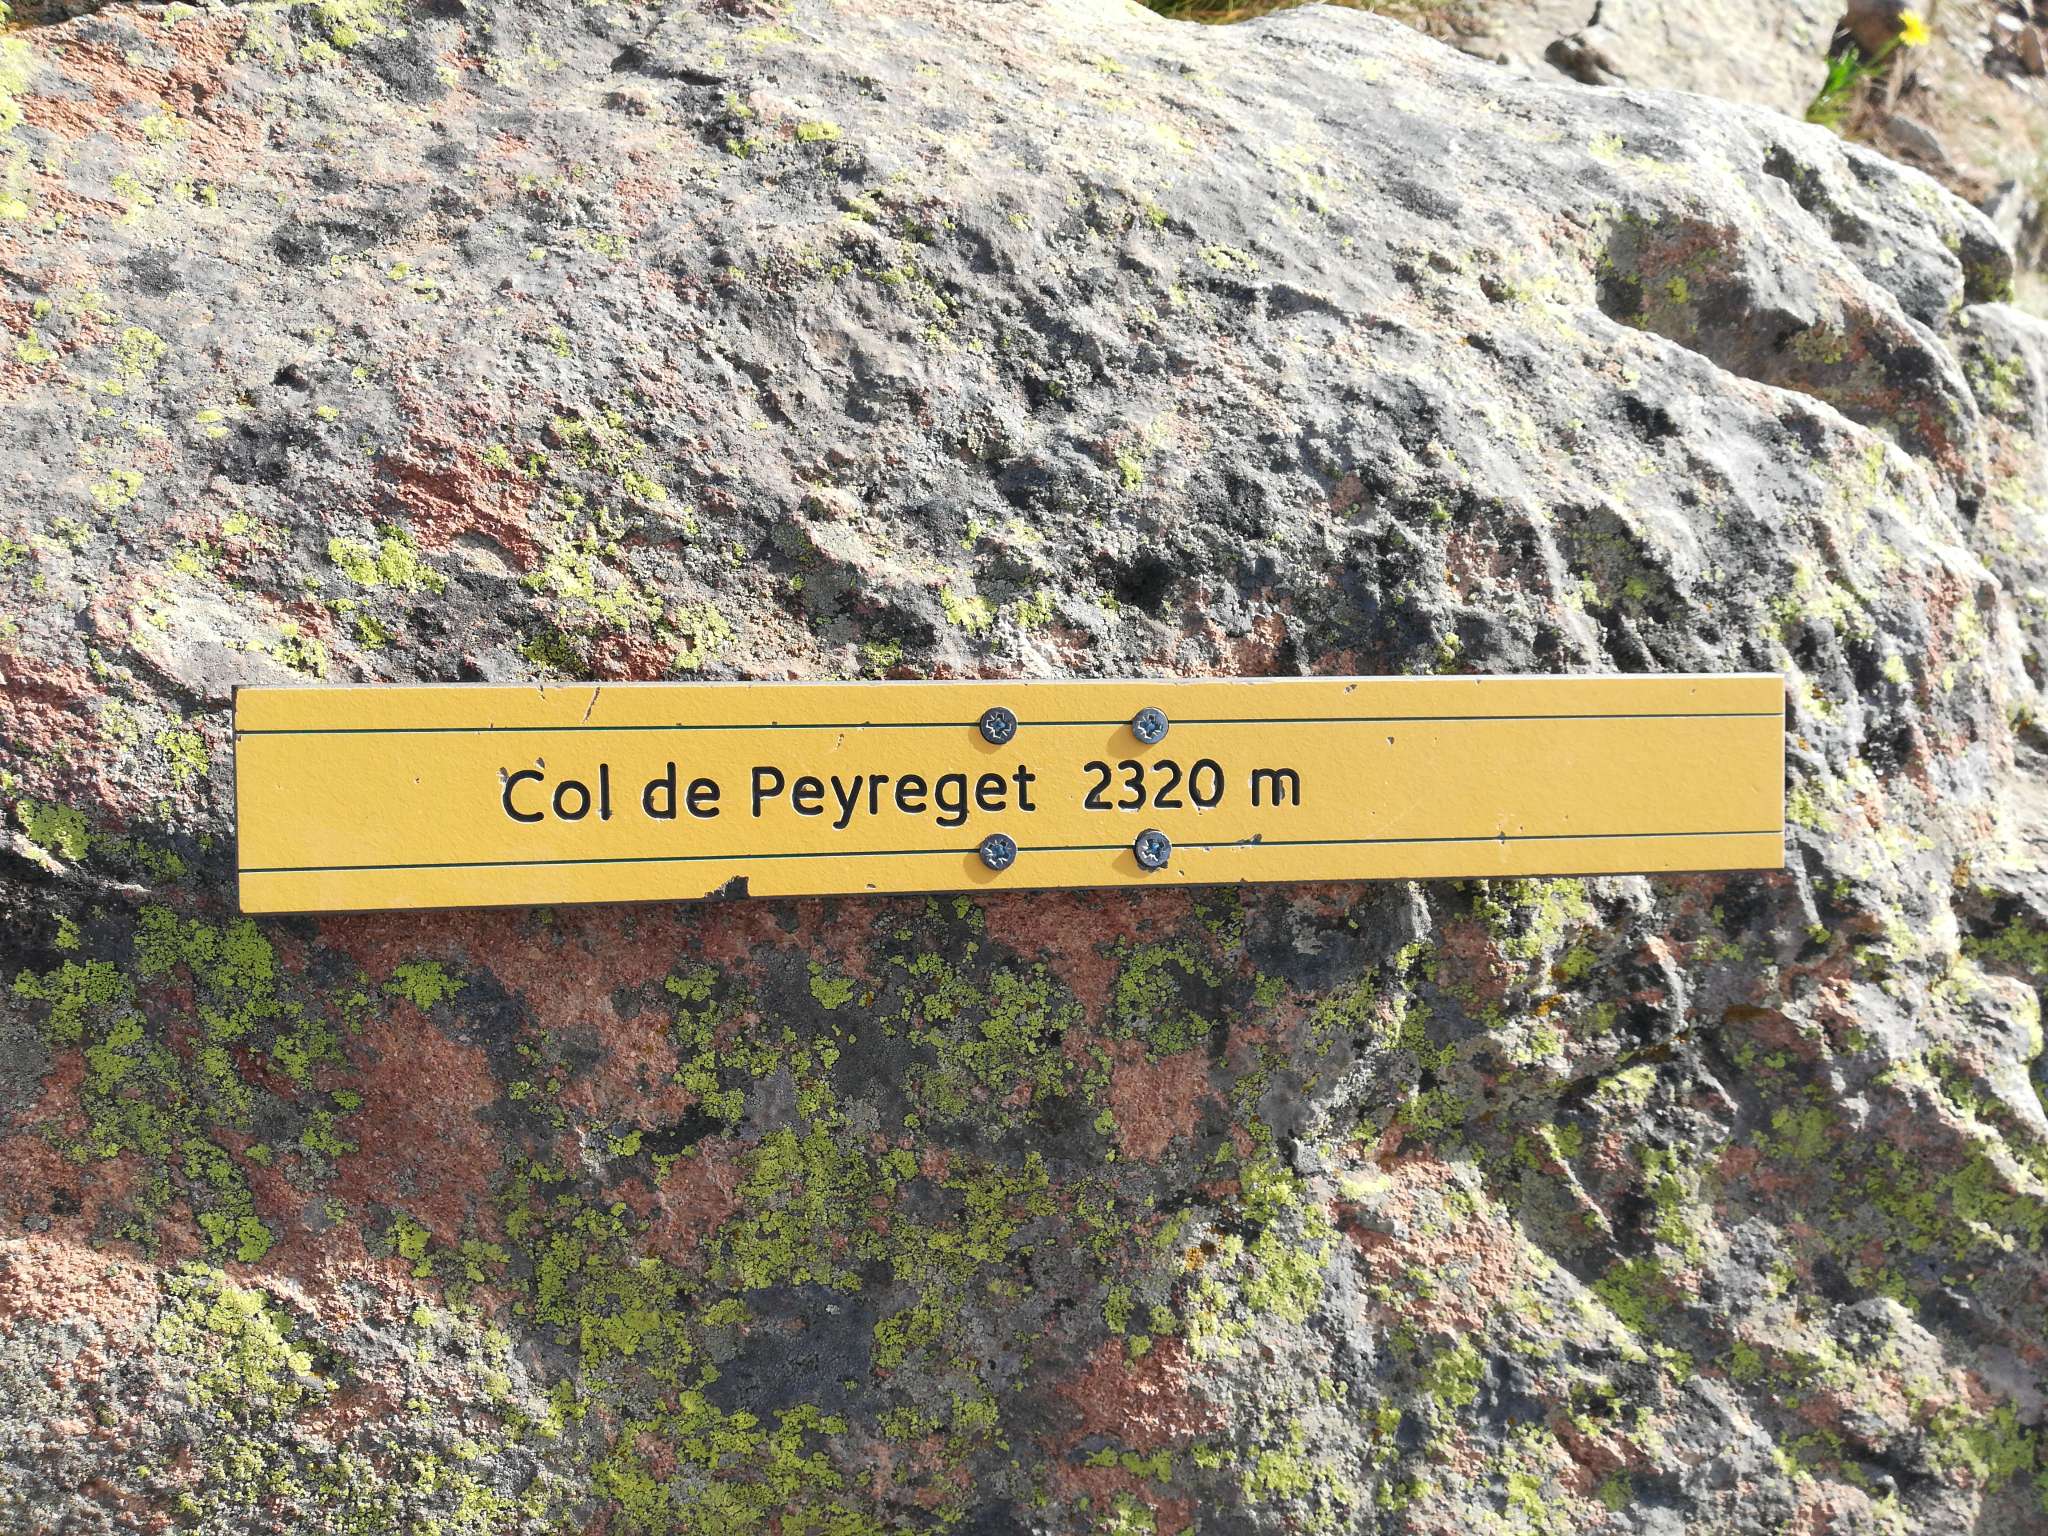 Col de Peyreget 2320 m